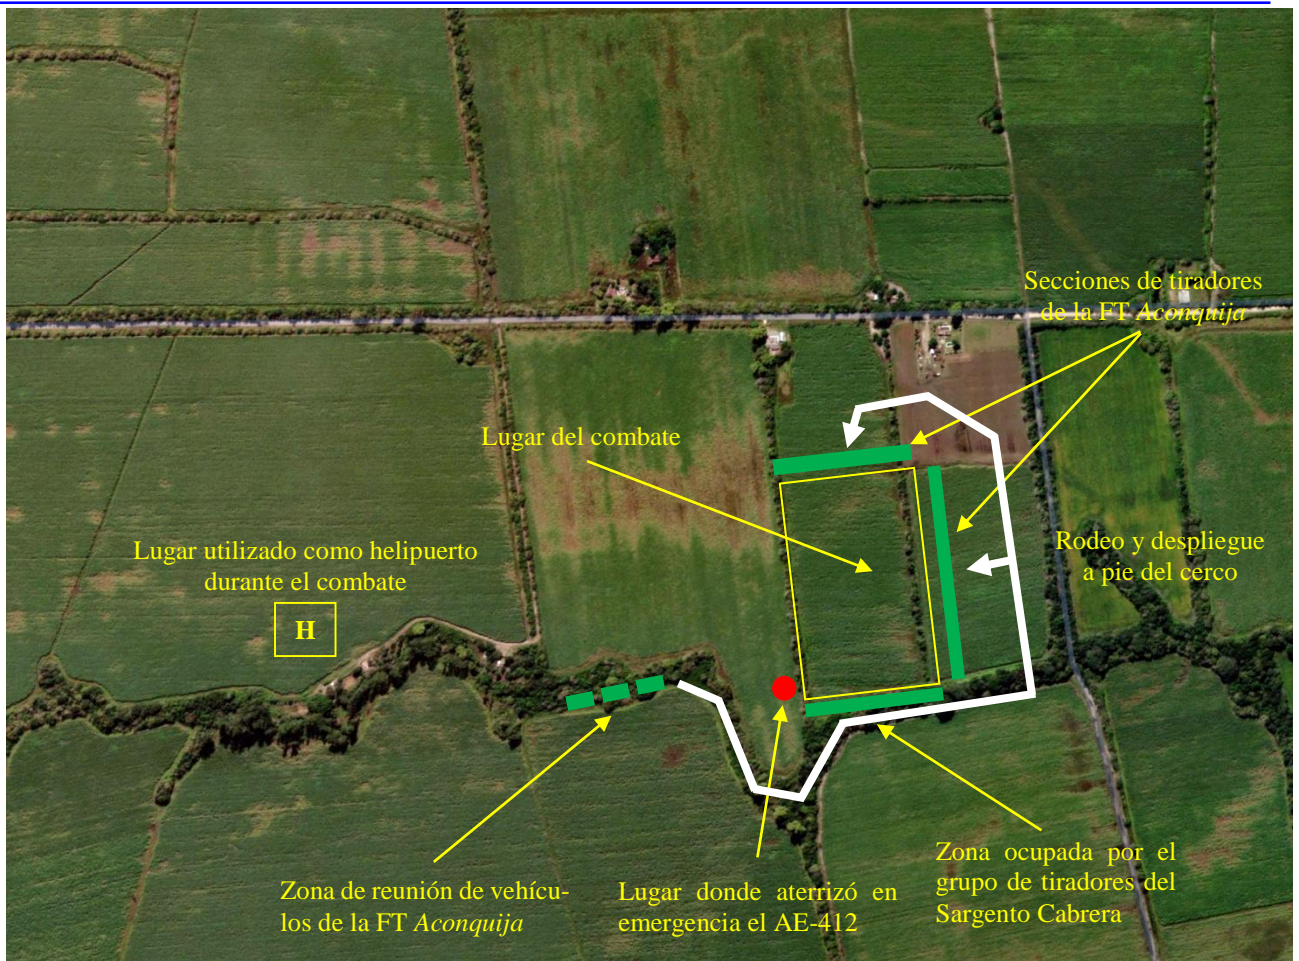 Secciones de tiradores
de la FT Aconquija
Lugar del combate
Lugar utilizado como helipuerto
durante el combate
H
Rodeo y despliegue
a pie del cerco
Zona de reunión de vehícu-
los de la FT Aconquija
Lugar donde aterrizó en
emergencia el AE-412
Zona ocupada por el
grupo de tiradores del
Sargento Cabrera